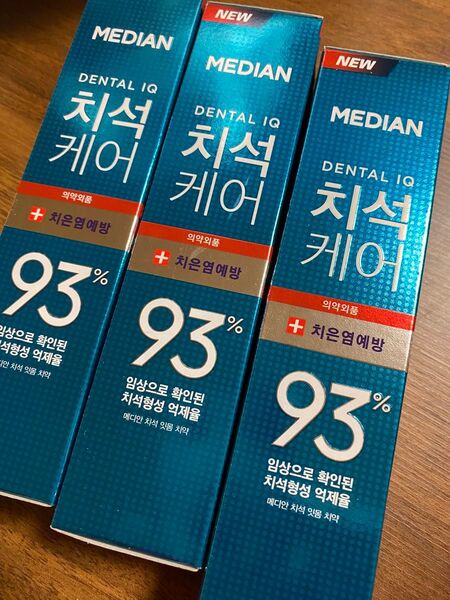 MEDIAN
DENTAL IQ
치석
케어
치은염예방
93%
임상으로 확인된
치석형성 억제율
메디안 치석 잇몸 치약
NEW
MEDIAN
DENTAL IQ
치석
케어
의약외품
치은염예방
93%
임상으로 확인된
치석형성 억제율
메디안 치석 잇몸 치약
NEW
MEDIAN
DENTAL IQ
치석
케어
의약외품
치은염예방
93%
임상으로 확인된
치석형성 억제율
메디안 치석 잇몸 치약